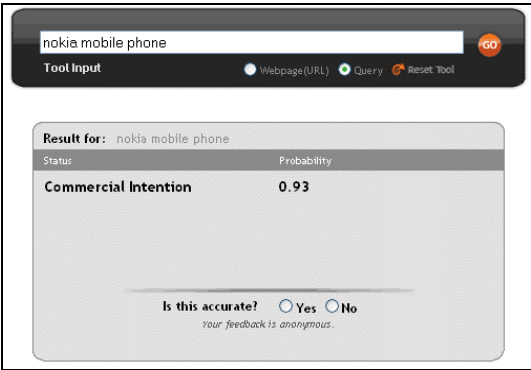 nokia mobile phone GO
Tool Input Webpage(URL) Query Reset Tool
Result for: nokia mobile phone
Status Probability
Commercial Intention 0.93
Is this accurate? Yes No
Your feedback is anonymous.